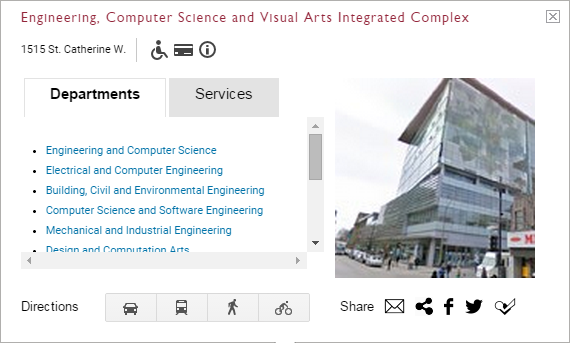 Engineering, Computer Science and Visual Arts Integrated Complex
1515 St. Catherine W.
Departments
Services
Engineering and Computer Science
Electrical and Computer Engineering
Building, Civil and Environmental Engineering
Computer Science and Software Engineering
Mechanical and Industrial Engineering
Design and Computation Arts
Directions
Share